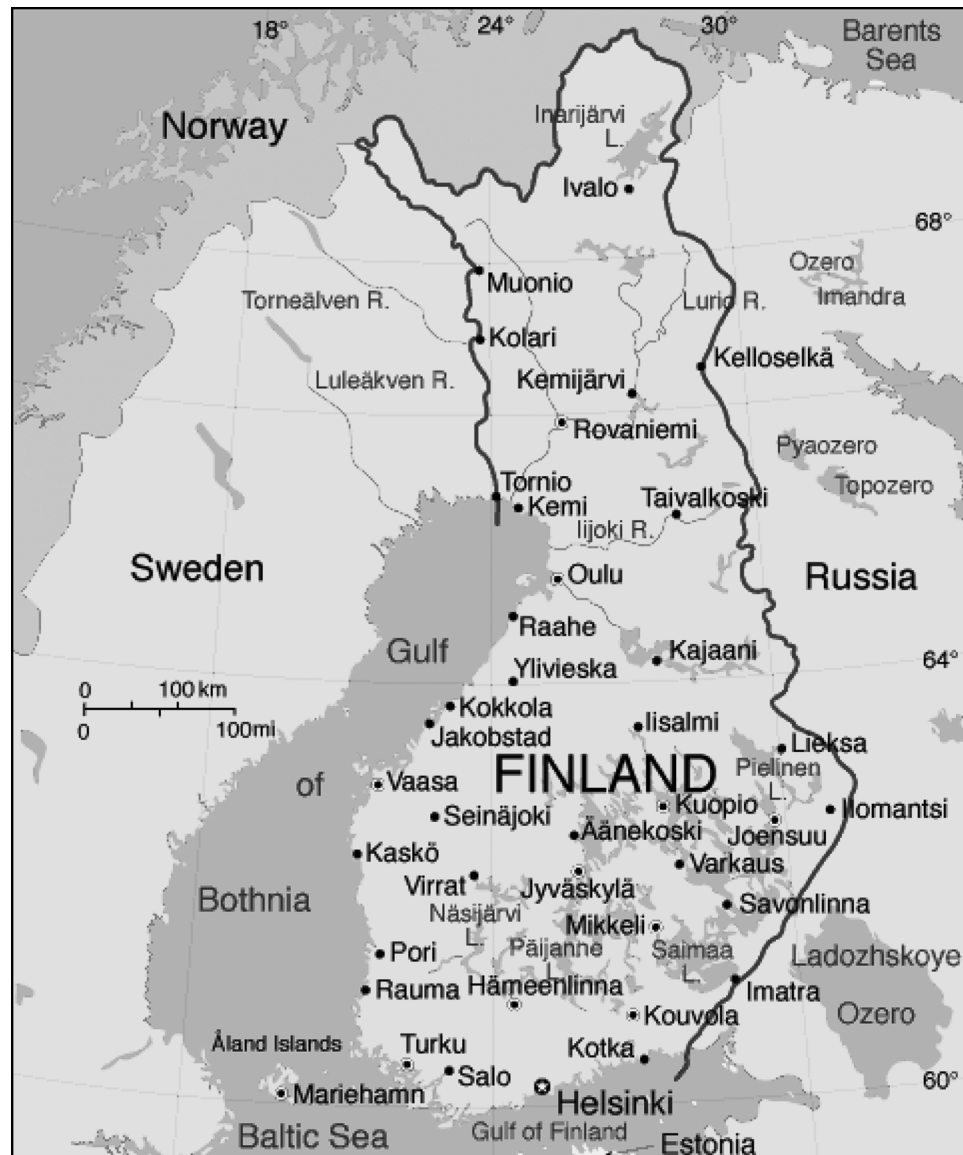 18°
24°
30°
Barents
Sea
Norway
Inarijärvi
L.
Ivalo
68°
Muonio
Ozero
Imandra
Torneälven R.
Lurio R.
Kolari
Kelloselkä
Luleäkven R.
Kemijärvi
Rovaniemi
Pyaozero
Topozero
Tornio
Kemi
Taivalkoski
Iijoki R.
Sweden
Oulu
Russia
Raahe
Gulf
Kajaani
64°
Ylivieska
0 100 km
0 100mi
Kokkola
Jakobstad
Iisalmi
Lieksa
FINLAND
Pielinen
L.
of
Vaasa
Kuopio
Ilomantsi
Seinäjoki
Äänekoski
Joensuu
Kaskö
Varkaus
Virrat
Jyväskylä
Bothnia
Savonlinna
Näsijärvi
L.
Mikkeli
Päijanne
L.
Saimaa
L.
Pori
Ladozhskoye
Ozero
Rauma
Hämeenlinna
Imatra
Kouvola
Åland Islands
Turku
Kotka
Salo
60°
Mariehamn
Helsinki
Baltic Sea
Gulf of Finland
Estonia